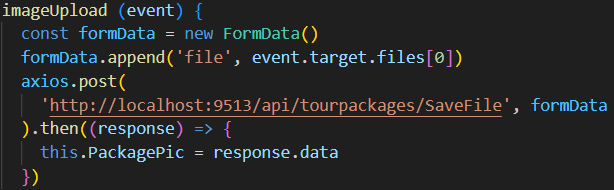 imageUpload (event) {
const formData = new FormData()
formData.append('file', event.target.files[0])
axios.post(
'http://localhost:9513/api/tourpackages/SaveFile', formData
).then((response) => {
this.PackagePic = response.data
})